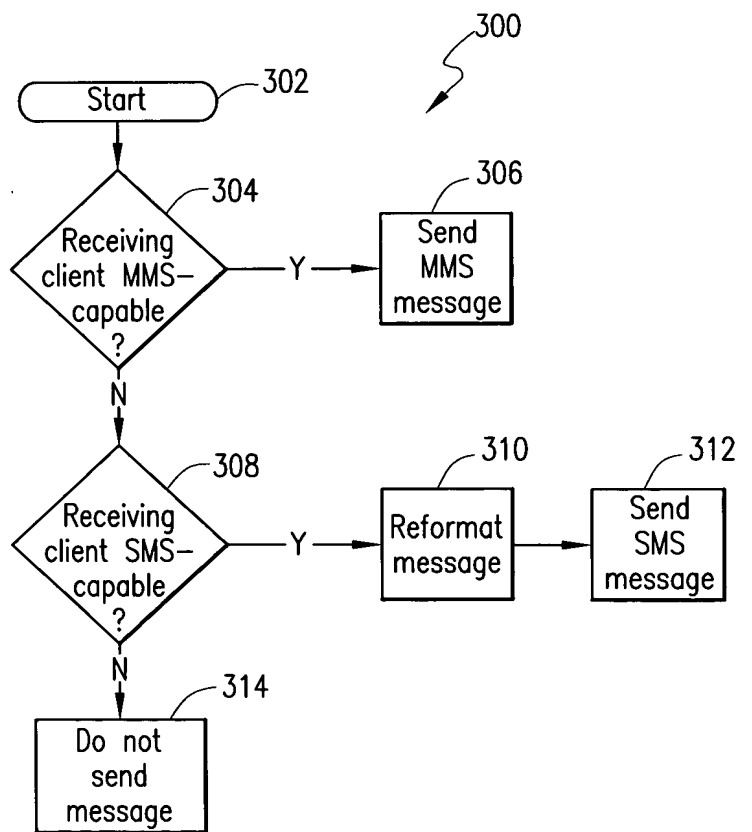 300
Start
302
304
Receiving
client MMS-
capable
?
Y
306
Send
MMS
message
N
308
Receiving
client SMS-
capable
?
Y
310
Reformat
message
312
Send
SMS
message
N
314
Do not
send
message